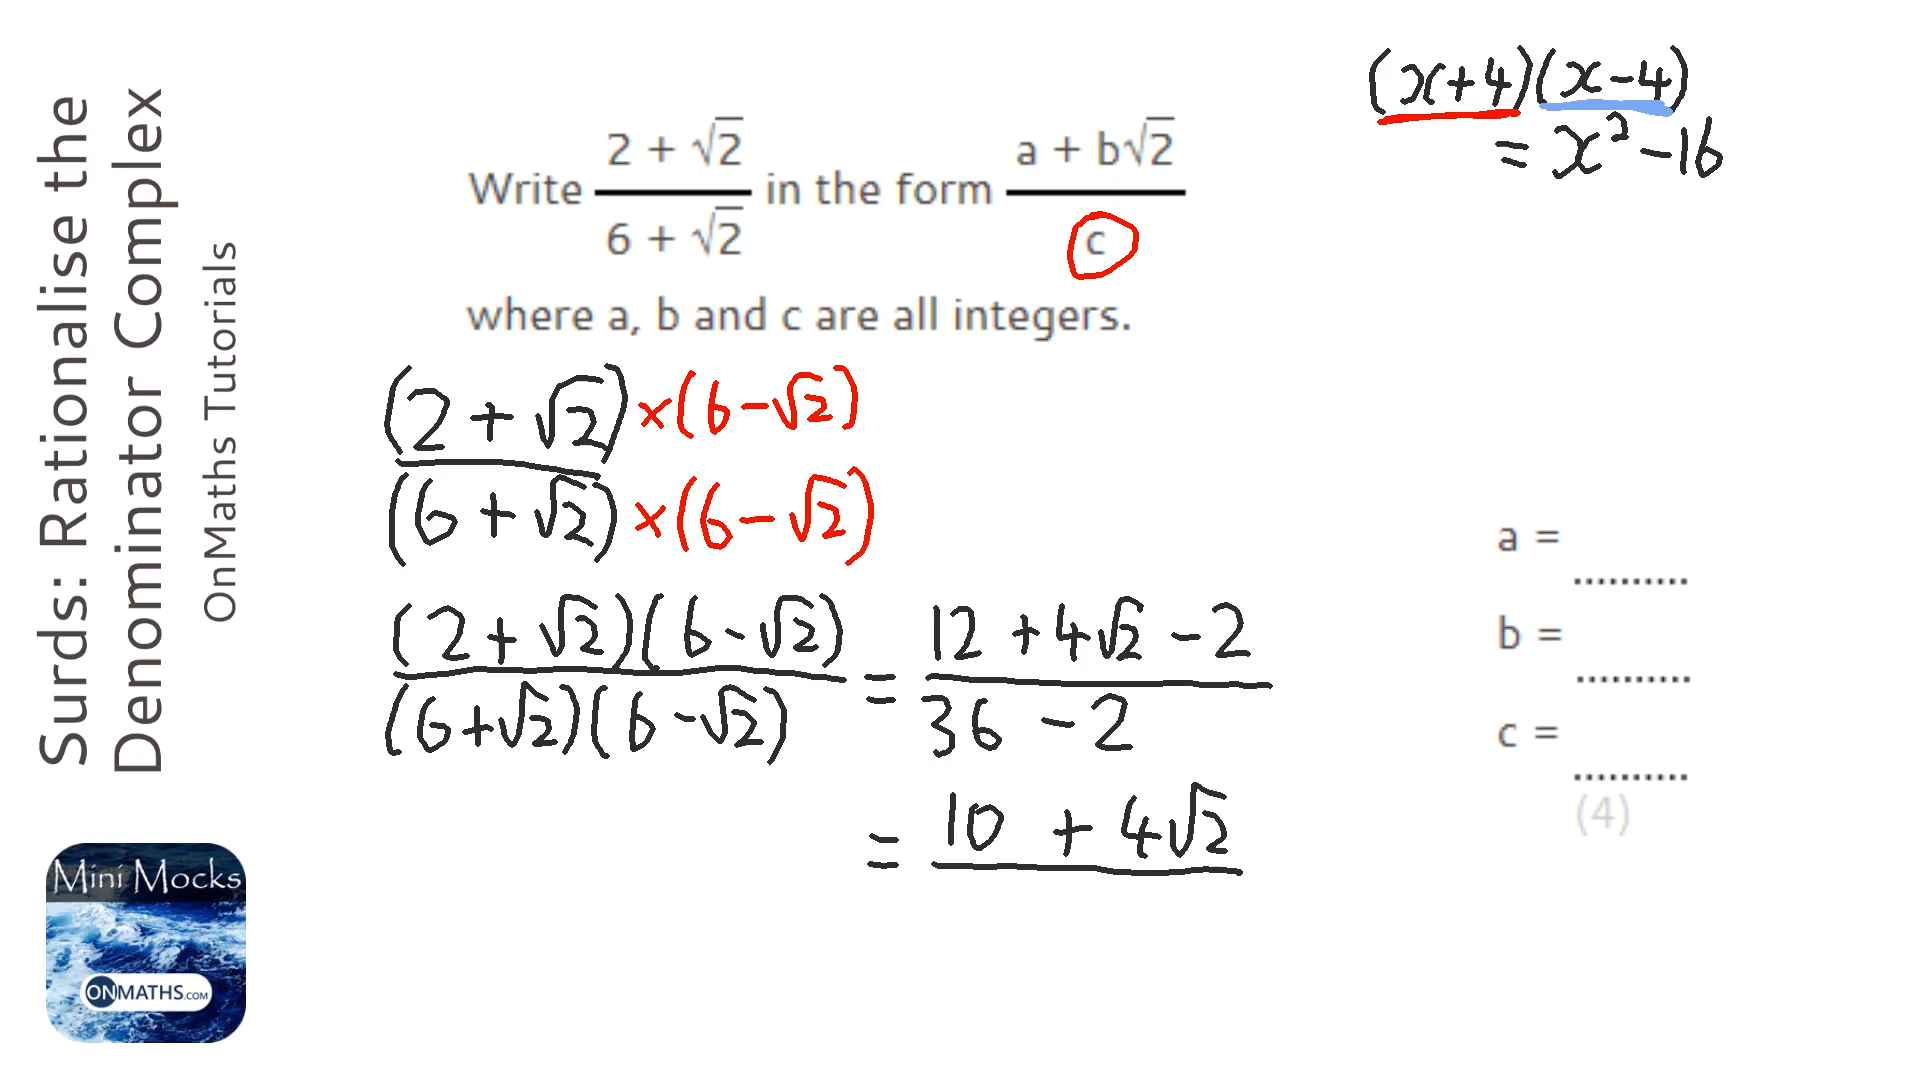 Surds: Rationalise the
Denominator Complex
OnMaths Tutorials
(x+4)(x-4)
= x² - 16
2 + √2
Write ――― in the form ―――
a + b√2
6 + √2
c
where a, b and c are all integers.
(2 + √2) × (6 - √2)
(6 + √2) × (6 - √2)
(2 + √2)(6 - √2) = 12 + 4√2 - 2
(6 + √2)(6 - √2) 36 - 2
= 10 + 4√2
a = ..........
b = ..........
c = ..........
(4)
Mini Mocks
ONMATHS.COM